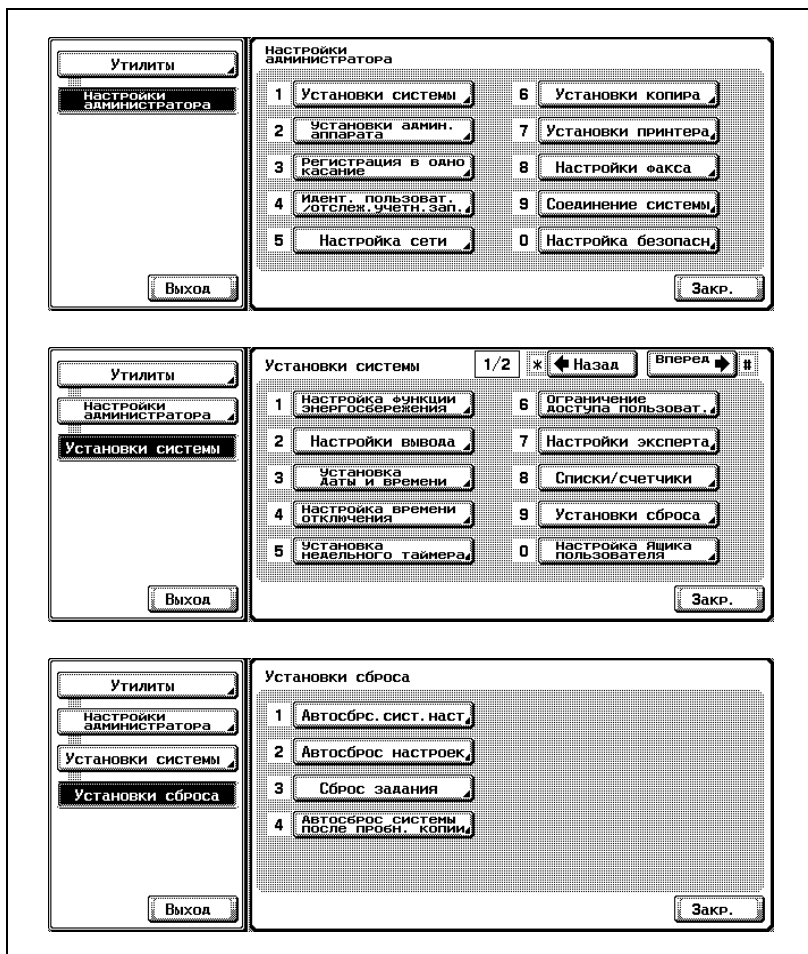 Утилиты
Настройки
администратора
Выход
Настройки
администратора
1 Установки системы
2 Установки админ.
аппарата
3 Регистрация в одно
касание
4 Идент. пользоват.
/отслеж.учетн.зап.
5 Настройка сети
6 Установки копира
7 Установки принтера
8 Настройки факса
9 Соединение системы
0 Настройка безопасн
Закр.
Утилиты
Настройки
администратора
Установки системы
Выход
Установки системы 1/2 * Назад Вперед #
1 Настройка функции
энергосбережения
2 Настройки вывода
3 Установка
даты и времени
4 Настройка времени
отключения
5 Установка
недельного таймера
6 Ограничение
доступа пользоват.
7 Настройки эксперта
8 Списки/счетчики
9 Установки сброса
0 Настройка Ящика
пользователя
Закр.
Утилиты
Настройки
администратора
Установки системы
Установки сброса
Выход
Установки сброса
1 Автосбрс.сист.наст
2 Автосброс настроек
3 Сброс задания
4 Автосброс системы
после пробн. копии
Закр.